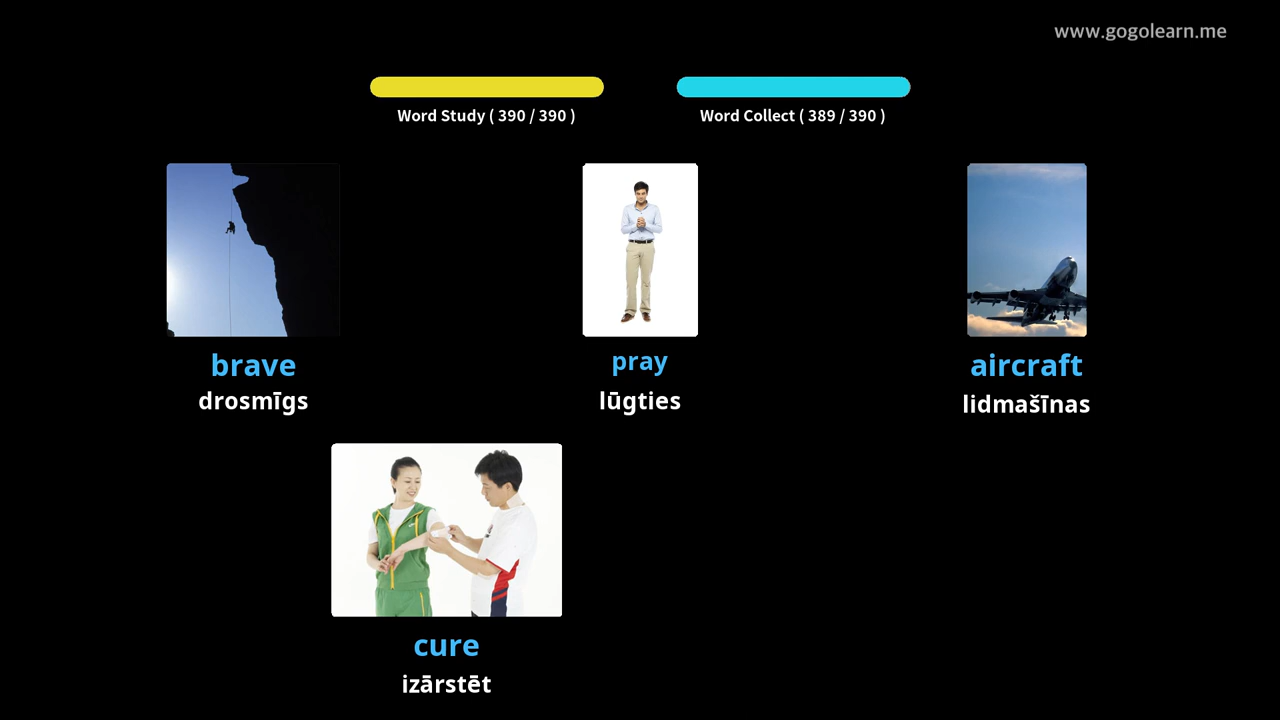 www.gogolearn.me
Word Study ( 390 / 390 )
Word Collect ( 389 / 390 )
brave
drosmīgs
pray
lūgties
aircraft
lidmašīnas
cure
izārstēt